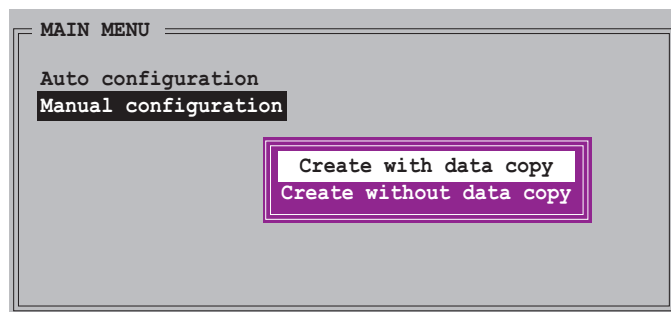 MAIN MENU
Auto configuration
Manual configuration
Create with data copy
Create without data copy